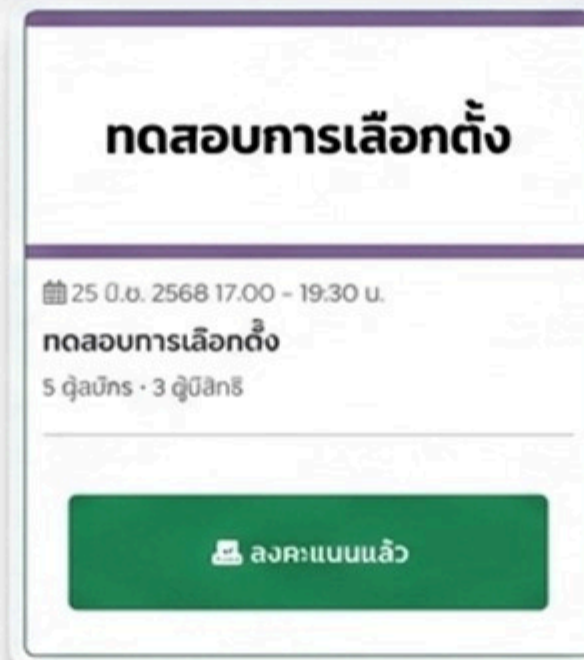 ทดสอบการเลือกตั้ง
25 มิ.ย. 2568 17.00 - 19:30 น.
ทดสอบการเลือกตั้ง
5 ผู้สมัคร · 3 ผู้มีสิทธิ
ลงคะแนนแล้ว